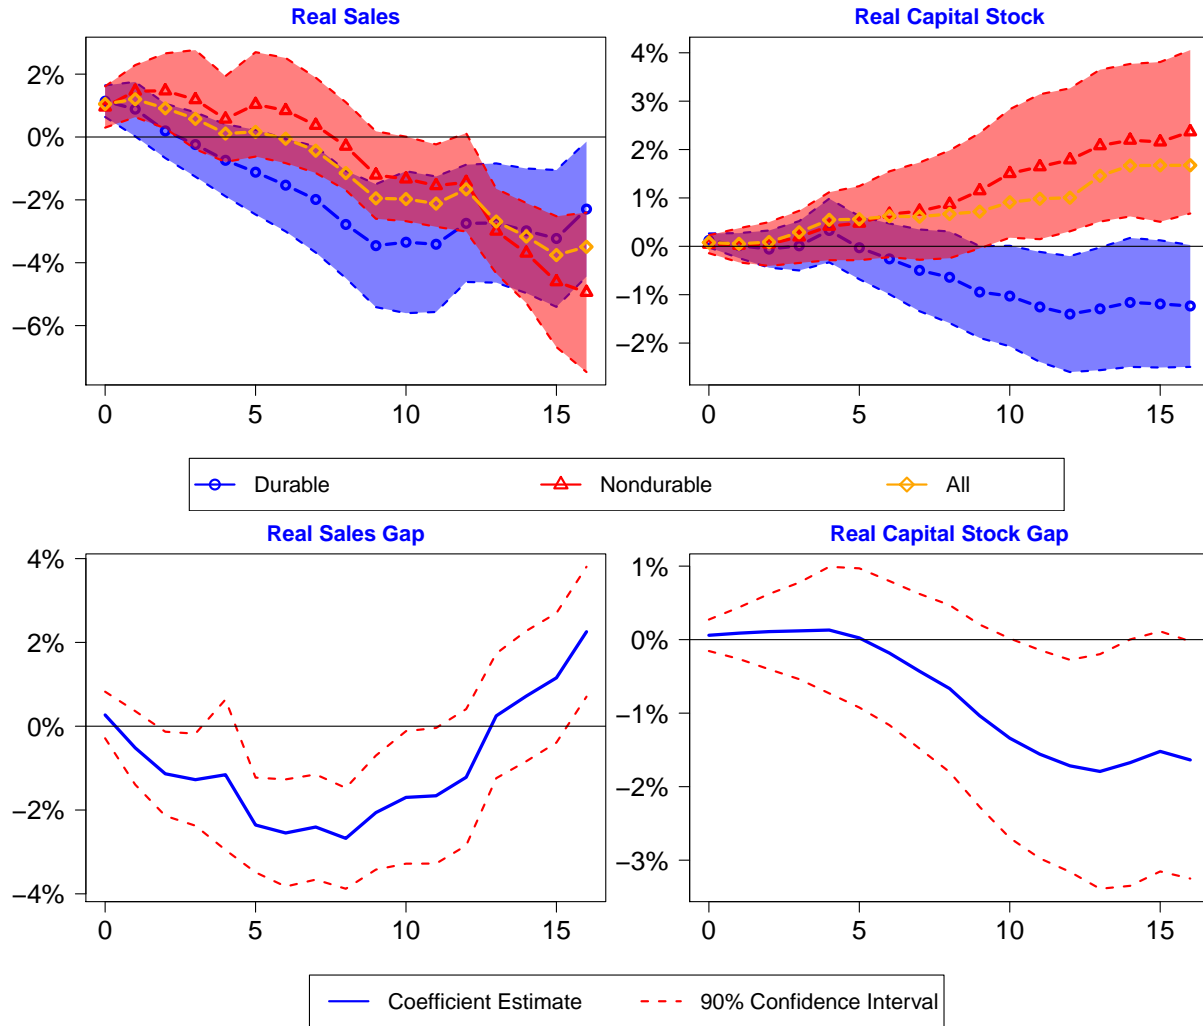 Real Sales
2%
0%
−2%
−4%
−6%
0 5 10 15
Real Capital Stock
4%
3%
2%
1%
0%
−1%
−2%
0 5 10 15
Durable Nondurable All
Real Sales Gap
4%
2%
0%
−2%
−4%
0 5 10 15
Real Capital Stock Gap
1%
0%
−1%
−2%
−3%
0 5 10 15
Coefficient Estimate 90% Confidence Interval